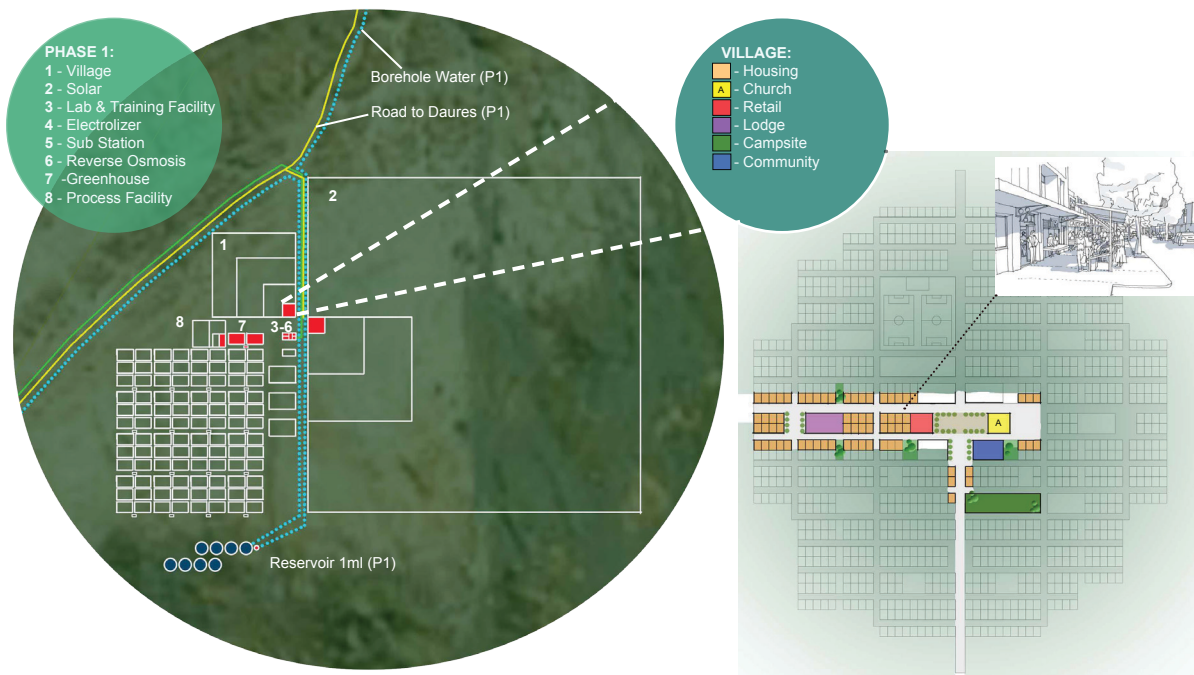 PHASE 1:
1 - Village
2 - Solar
3 - Lab & Training Facility
4 - Electrolizer
5 - Sub Station
6 - Reverse Osmosis
7 -Greenhouse
8 - Process Facility
Borehole Water (P1)
Road to Daures (P1)
2
1
8
7
3-6
Reservoir 1ml (P1)
VILLAGE:
- Housing
A - Church
- Retail
- Lodge
- Campsite
- Community
A